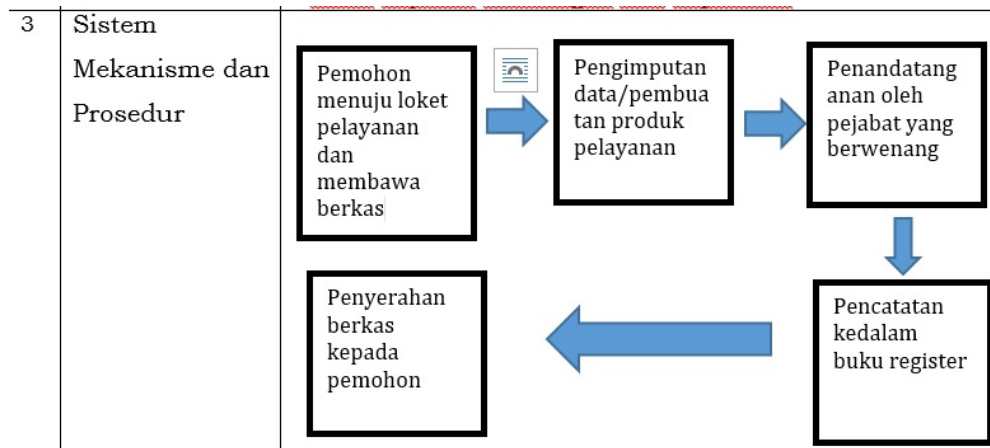 3
Sistem
Mekanisme dan
Prosedur
Pemohon
menuju loket
pelayanan
dan
membawa
berkas
Pengimputan
data/pembua
tan produk
pelayanan
Penandatang
anan oleh
pejabat yang
berwenang
Pencatatan
kedalam
buku register
Penyerahan
berkas
kepada
pemohon